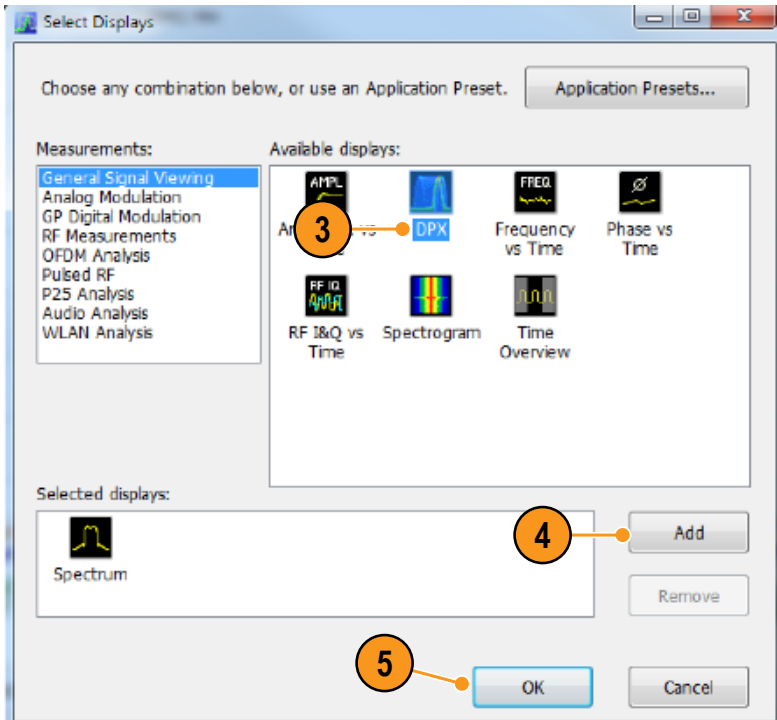 Select Displays
Choose any combination below, or use an Application Preset.
Application Presets...
Measurements:
General Signal Viewing
Analog Modulation
GP Digital Modulation
RF Measurements
OFDM Analysis
Pulsed RF
P25 Analysis
Audio Analysis
WLAN Analysis
Available displays:
AMPL
FREQ
Ø
3
vs
DPX
Frequency
vs Time
Phase vs
Time
RF IQ
RF I&Q vs
Time
Spectrogram
Time
Overview
Selected displays:
Spectrum
4
Add
Remove
5
OK
Cancel